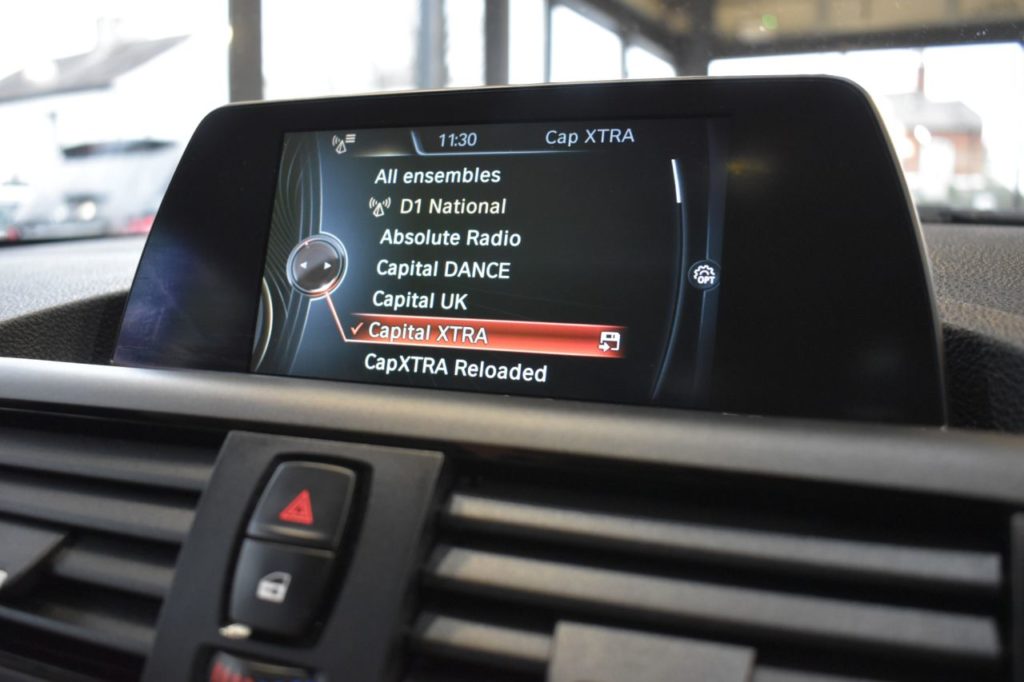 11:30 Cap XTRA
All ensembles
D1 National
Absolute Radio
Capital DANCE
OPT
Capital UK
Capital XTRA
CapXTRA Reloaded